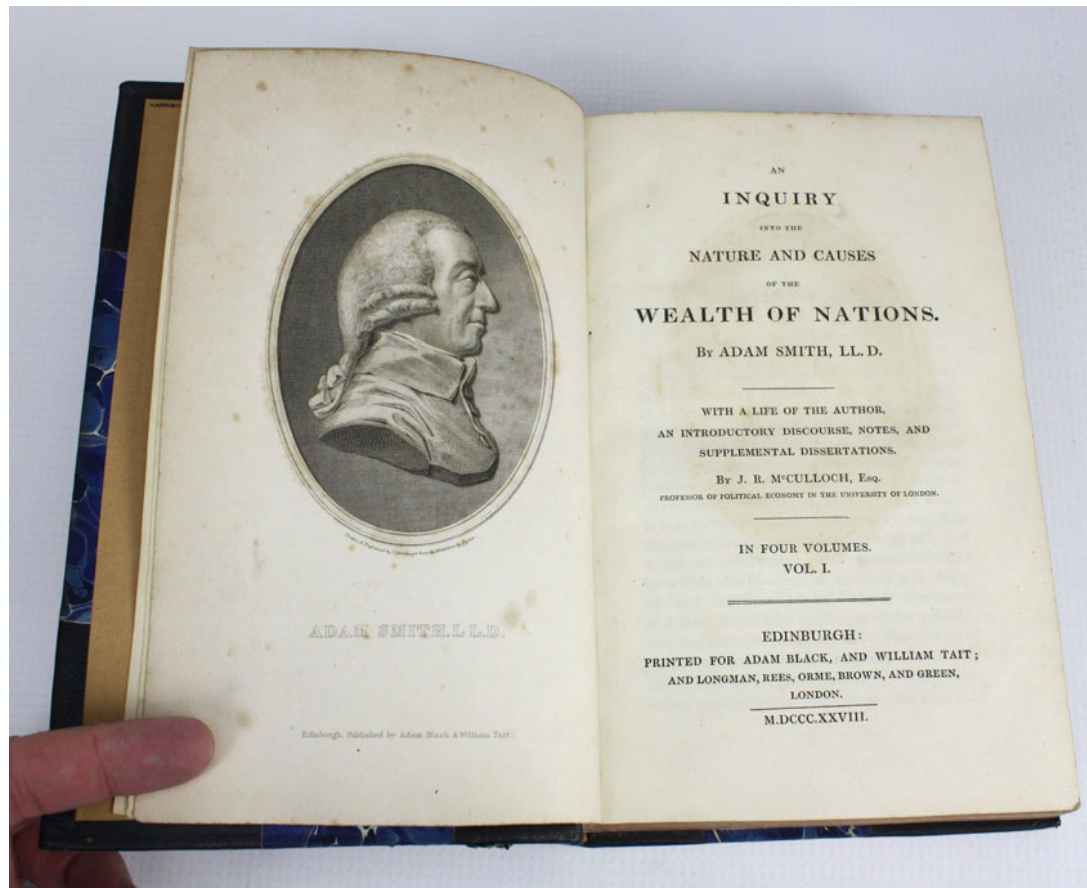 ADAM SMITH, L L.D.
Edinburgh, Published by Adam Black & William Tait.
AN
INQUIRY
INTO THE
NATURE AND CAUSES
OF THE
WEALTH OF NATIONS.
By ADAM SMITH, LL. D.
WITH A LIFE OF THE AUTHOR,
AN INTRODUCTORY DISCOURSE, NOTES, AND
SUPPLEMENTAL DISSERTATIONS.
By J. R. McCULLOCH, Esq.
PROFESSOR OF POLITICAL ECONOMY IN THE UNIVERSITY OF LONDON.
IN FOUR VOLUMES.
VOL. I.
EDINBURGH:
PRINTED FOR ADAM BLACK, AND WILLIAM TAIT;
AND LONGMAN, REES, ORME, BROWN, AND GREEN,
LONDON.
M.DCCC.XXVIII.